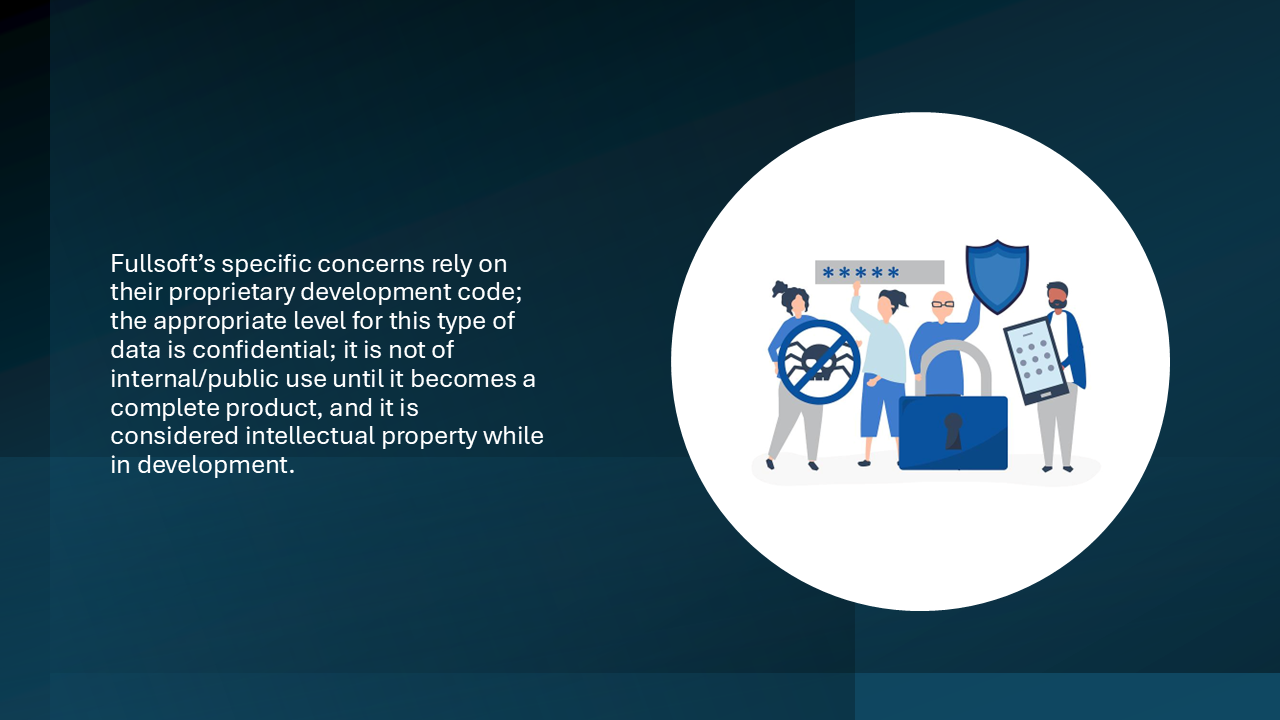 Fullsoft’s specific concerns rely on
their proprietary development code;
the appropriate level for this type of
data is confidential; it is not of
internal/public use until it becomes a
complete product, and it is
considered intellectual property while
in development.
*****